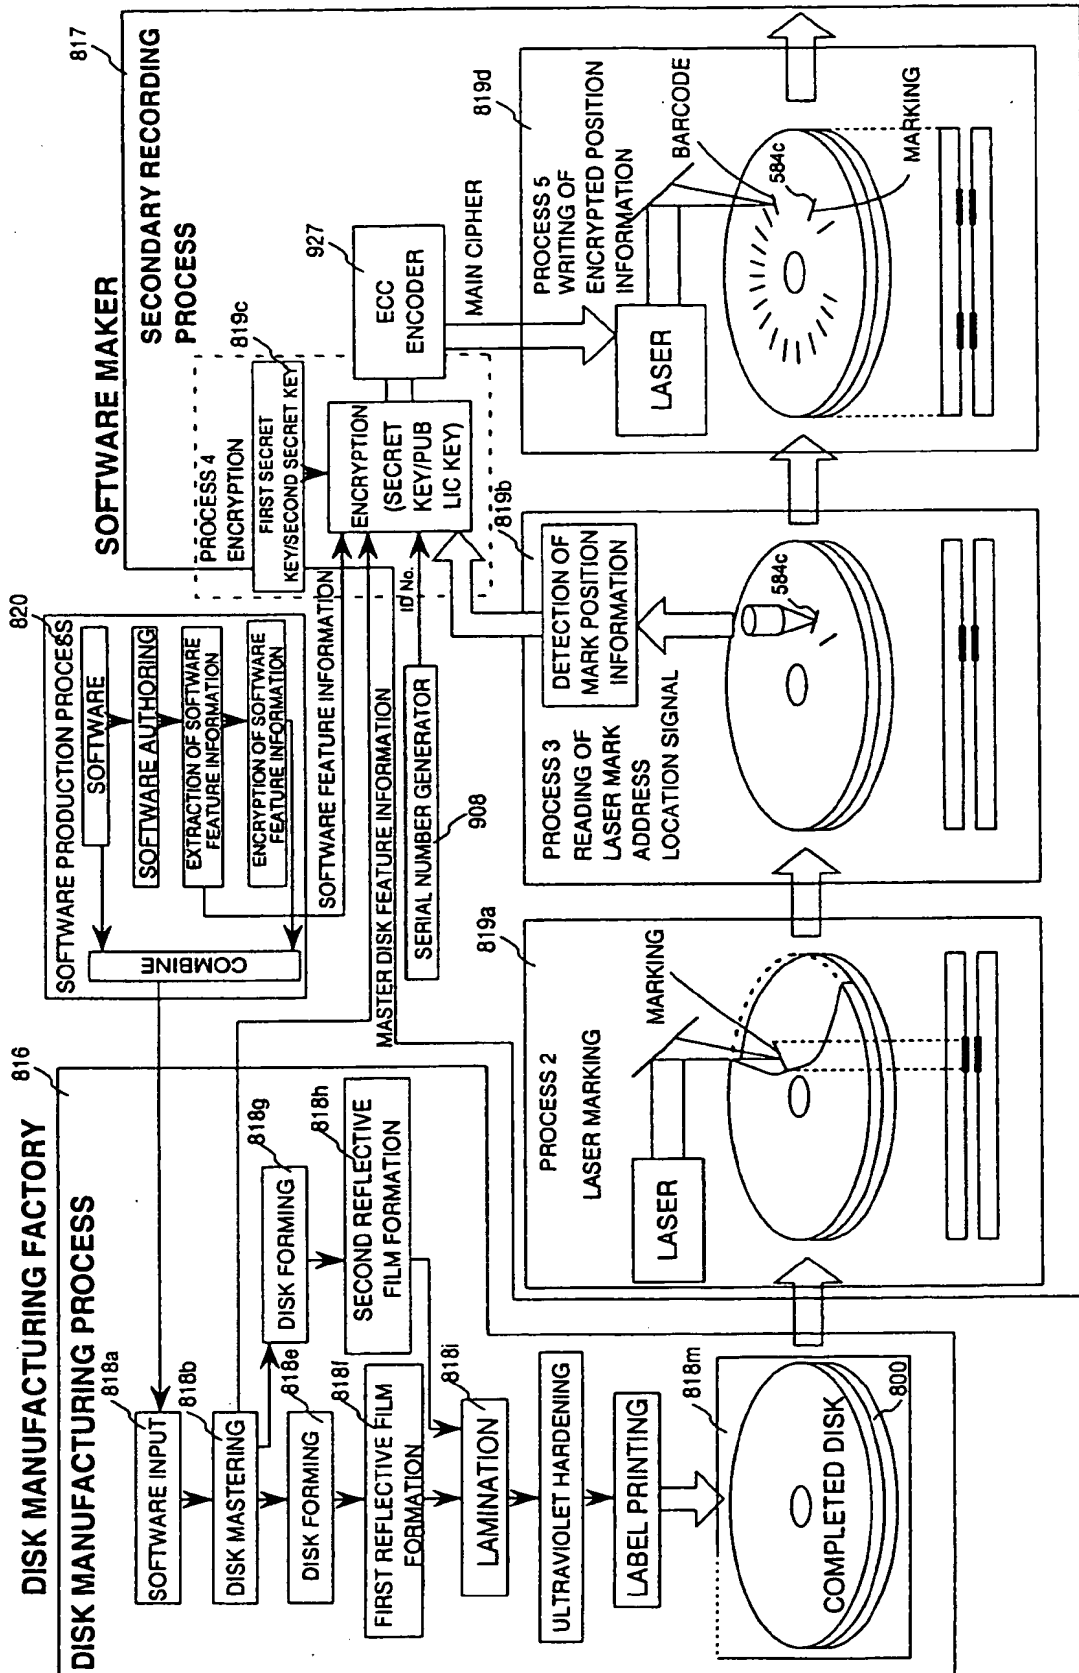 DISK MANUFACTURING FACTORY
DISK MANUFACTURING PROCESS
816
818a
SOFTWARE INPUT
818b
DISK MASTERING
818e
DISK FORMING
818f
FIRST REFLECTIVE FILM
FORMATION
818g
DISK FORMING
818h
SECOND REFLECTIVE
FILM FORMATION
818i
LAMINATION
ULTRAVIOLET HARDENING
LABEL PRINTING
818m
COMPLETED DISK
800
SOFTWARE PRODUCTION PROCESS
820
SOFTWARE
SOFTWARE AUTHORING
EXTRACTION OF SOFTWARE
FEATURE INFORMATION
ENCRYPTION OF SOFTWARE
FEATURE INFORMATION
COMBINE
SOFTWARE FEATURE INFORMATION
MASTER DISK FEATURE INFORMATION
SERIAL NUMBER GENERATOR
908
ID No.
SOFTWARE MAKER
817
SECONDARY RECORDING
PROCESS
PROCESS 4
ENCRYPTION
819c
FIRST SECRET
KEY/SECOND SECRET KEY
ENCRYPTION
(SECRET
KEY/PUB
LIC KEY)
927
ECC
ENCODER
MAIN CIPHER
819a
PROCESS 2
LASER MARKING
LASER
MARKING
819b
PROCESS 3
READING OF
LASER MARK
ADDRESS
LOCATION SIGNAL
DETECTION OF
MARK POSITION
INFORMATION
584c
819d
PROCESS 5
WRITING OF
ENCRYPTED POSITION
INFORMATION
LASER
BARCODE
584c
MARKING